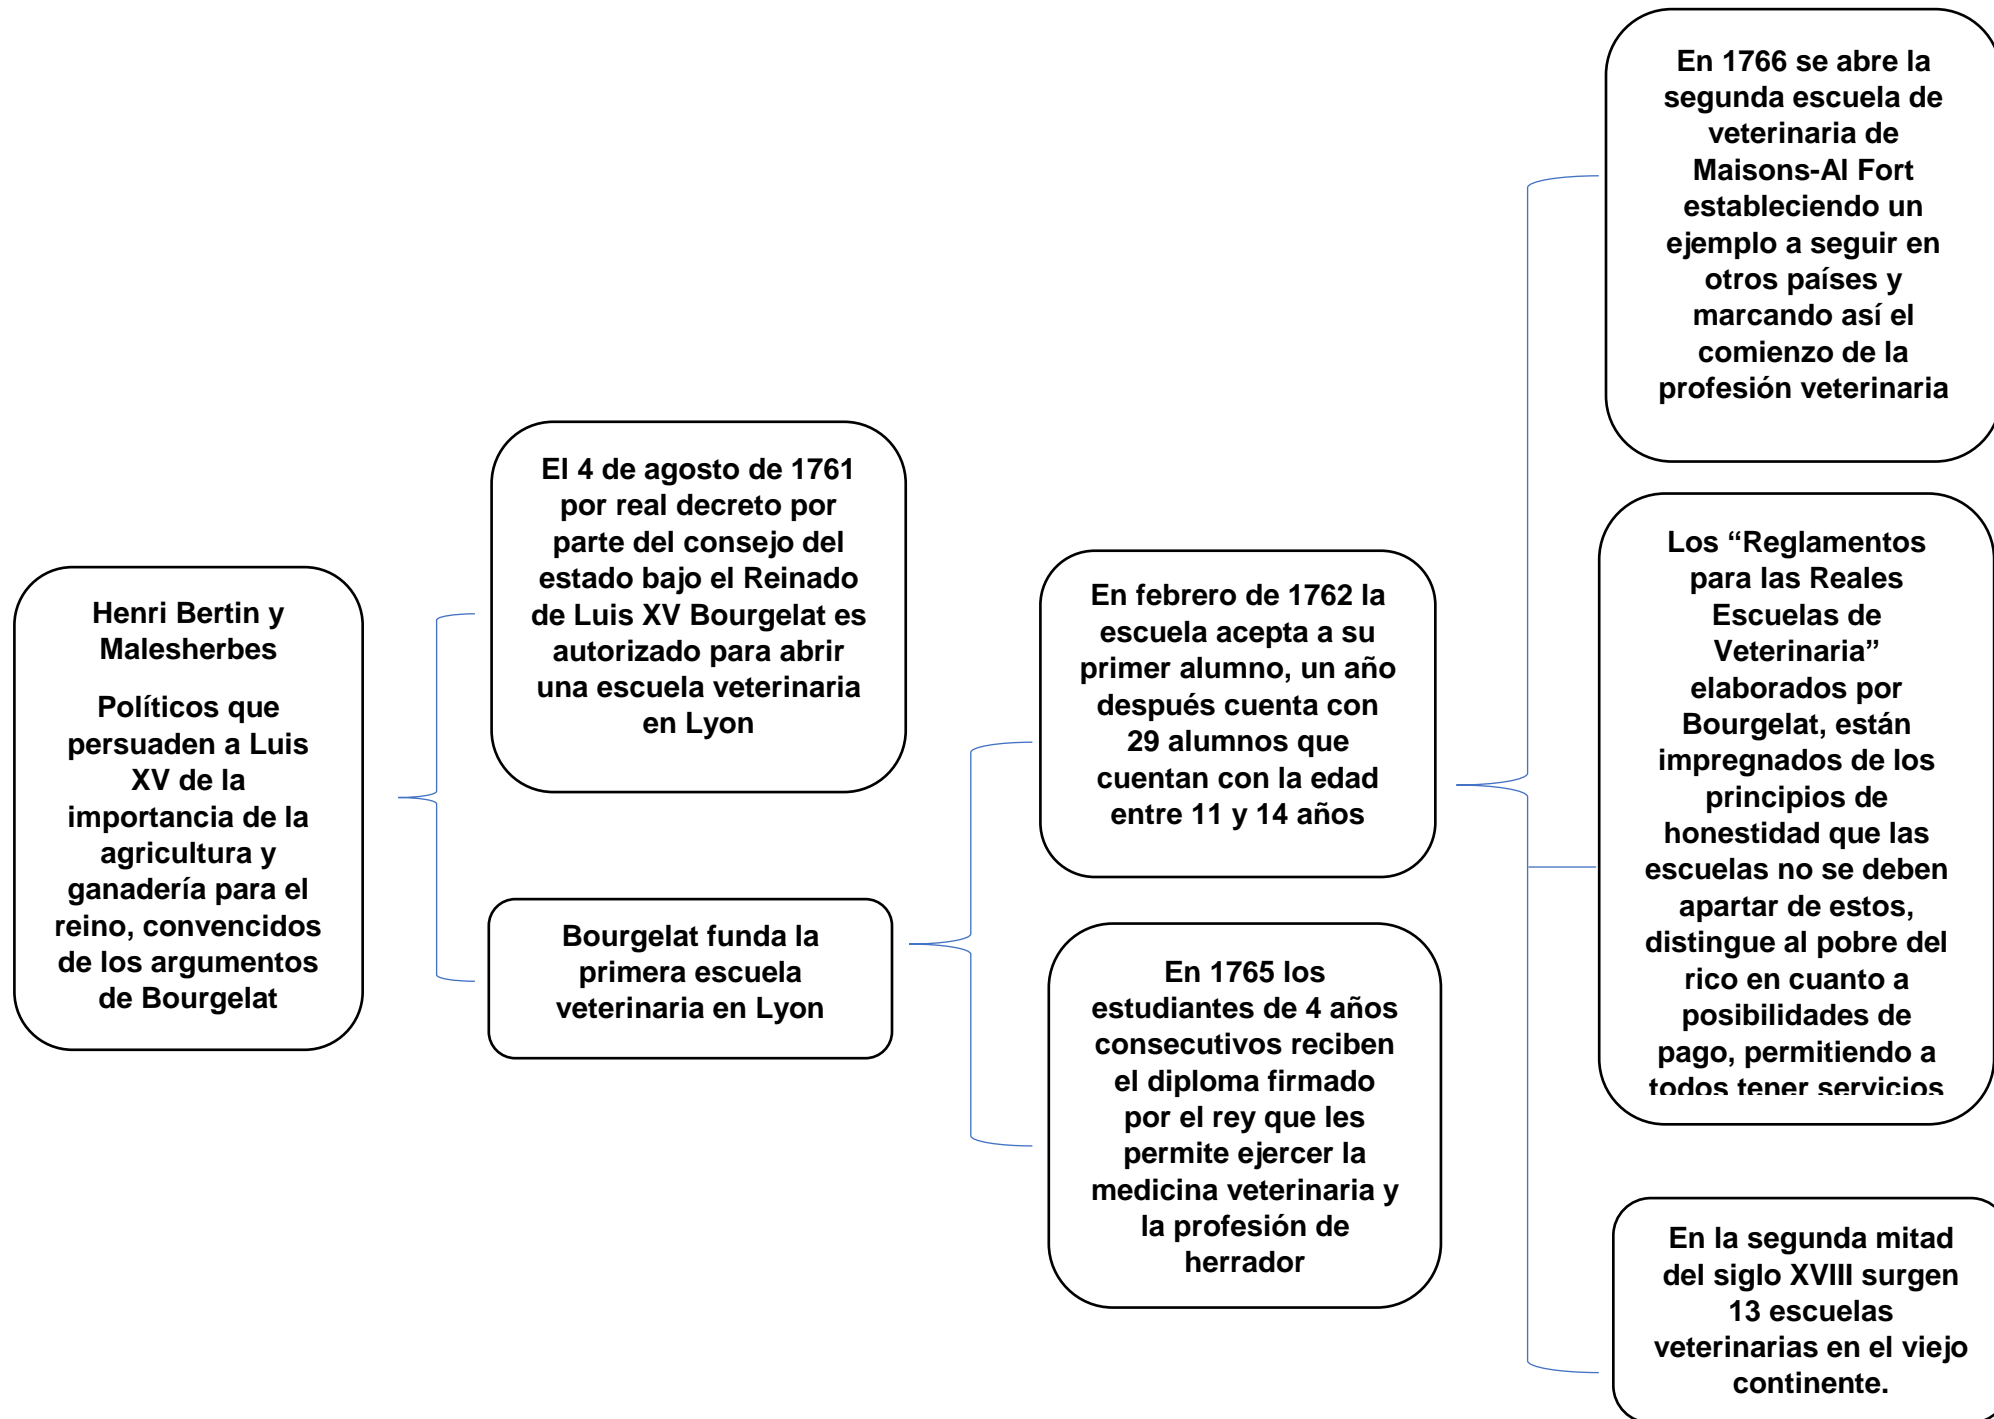 Henri Bertin y
Malesherbes
Políticos que
persuaden a Luis
XV de la
importancia de la
agricultura y
ganadería para el
reino, convencidos
de los argumentos
de Bourgelat
El 4 de agosto de 1761
por real decreto por
parte del consejo del
estado bajo el Reinado
de Luis XV Bourgelat es
autorizado para abrir
una escuela veterinaria
en Lyon
Bourgelat funda la
primera escuela
veterinaria en Lyon
En febrero de 1762 la
escuela acepta a su
primer alumno, un año
después cuenta con
29 alumnos que
cuentan con la edad
entre 11 y 14 años
En 1765 los
estudiantes de 4 años
consecutivos reciben
el diploma firmado
por el rey que les
permite ejercer la
medicina veterinaria y
la profesión de
herrador
En 1766 se abre la
segunda escuela de
veterinaria de
Maisons-Al Fort
estableciendo un
ejemplo a seguir en
otros países y
marcando así el
comienzo de la
profesión veterinaria
Los “Reglamentos
para las Reales
Escuelas de
Veterinaria”
elaborados por
Bourgelat, están
impregnados de los
principios de
honestidad que las
escuelas no se deben
apartar de estos,
distingue al pobre del
rico en cuanto a
posibilidades de
pago, permitiendo a
todos tener servicios
En la segunda mitad
del siglo XVIII surgen
13 escuelas
veterinarias en el viejo
continente.